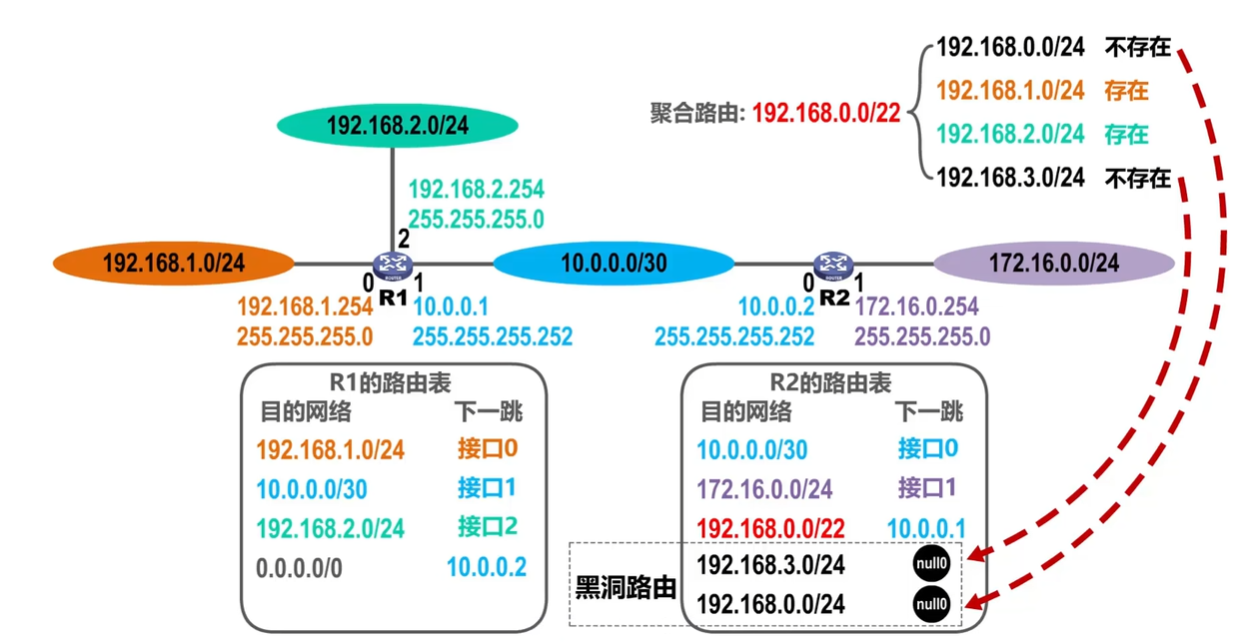 192.168.0.0/24 不存在
192.168.1.0/24 存在
聚合路由: 192.168.0.0/22
192.168.2.0/24 存在
192.168.3.0/24 不存在
192.168.2.0/24
192.168.2.254
255.255.255.0
2
192.168.1.0/24
10.0.0.0/30
172.16.0.0/24
0
R1
ROUTER
1
0
R2
ROUTER
1
192.168.1.254
255.255.255.0
10.0.0.1
255.255.255.252
10.0.0.2
255.255.255.252
172.16.0.254
255.255.255.0
R1的路由表
目的网络 下一跳
192.168.1.0/24 接口0
10.0.0.0/30 接口1
192.168.2.0/24 接口2
0.0.0.0/0 10.0.0.2
R2的路由表
目的网络 下一跳
10.0.0.0/30 接口0
172.16.0.0/24 接口1
192.168.0.0/22 10.0.0.1
黑洞路由
192.168.3.0/24 null0
192.168.0.0/24 null0